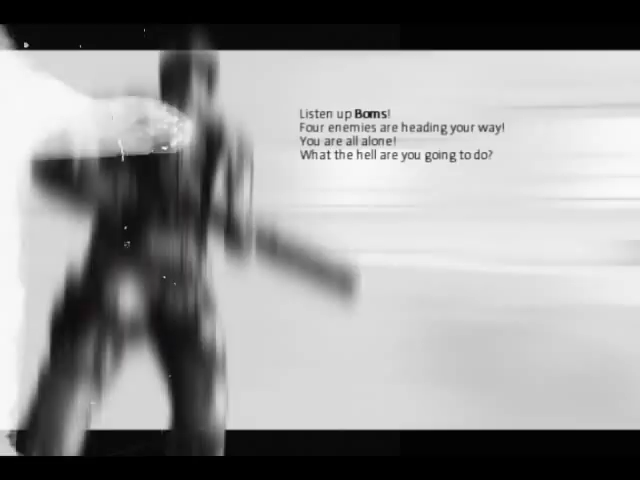 Listen up Boms!
Four enemies are heading your way!
You are all alone!
What the hell are you going to do?